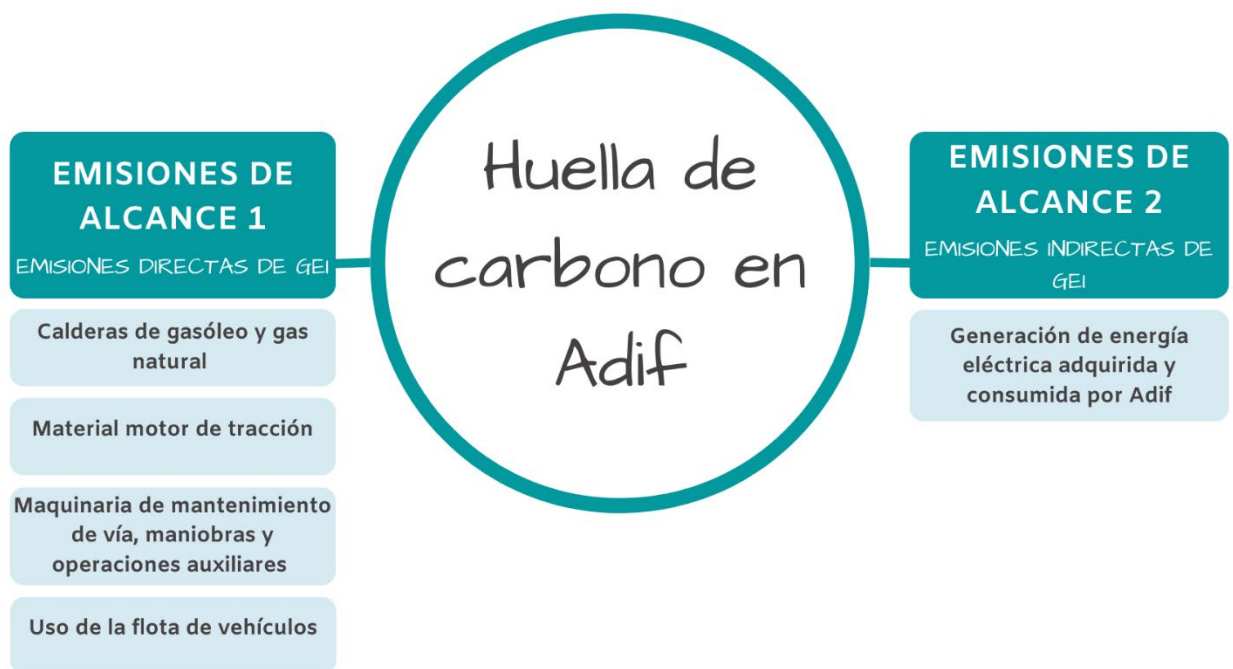 EMISIONES DE
ALCANCE 1
EMISIONES DIRECTAS DE GEI
Calderas de gasóleo y gas
natural
Material motor de tracción
Maquinaria de mantenimiento
de vía, maniobras y
operaciones auxiliares
Uso de la flota de vehículos
Huella de
carbono en
Adif
EMISIONES DE
ALCANCE 2
EMISIONES INDIRECTAS DE
GEI
Generación de energía
eléctrica adquirida y
consumida por Adif